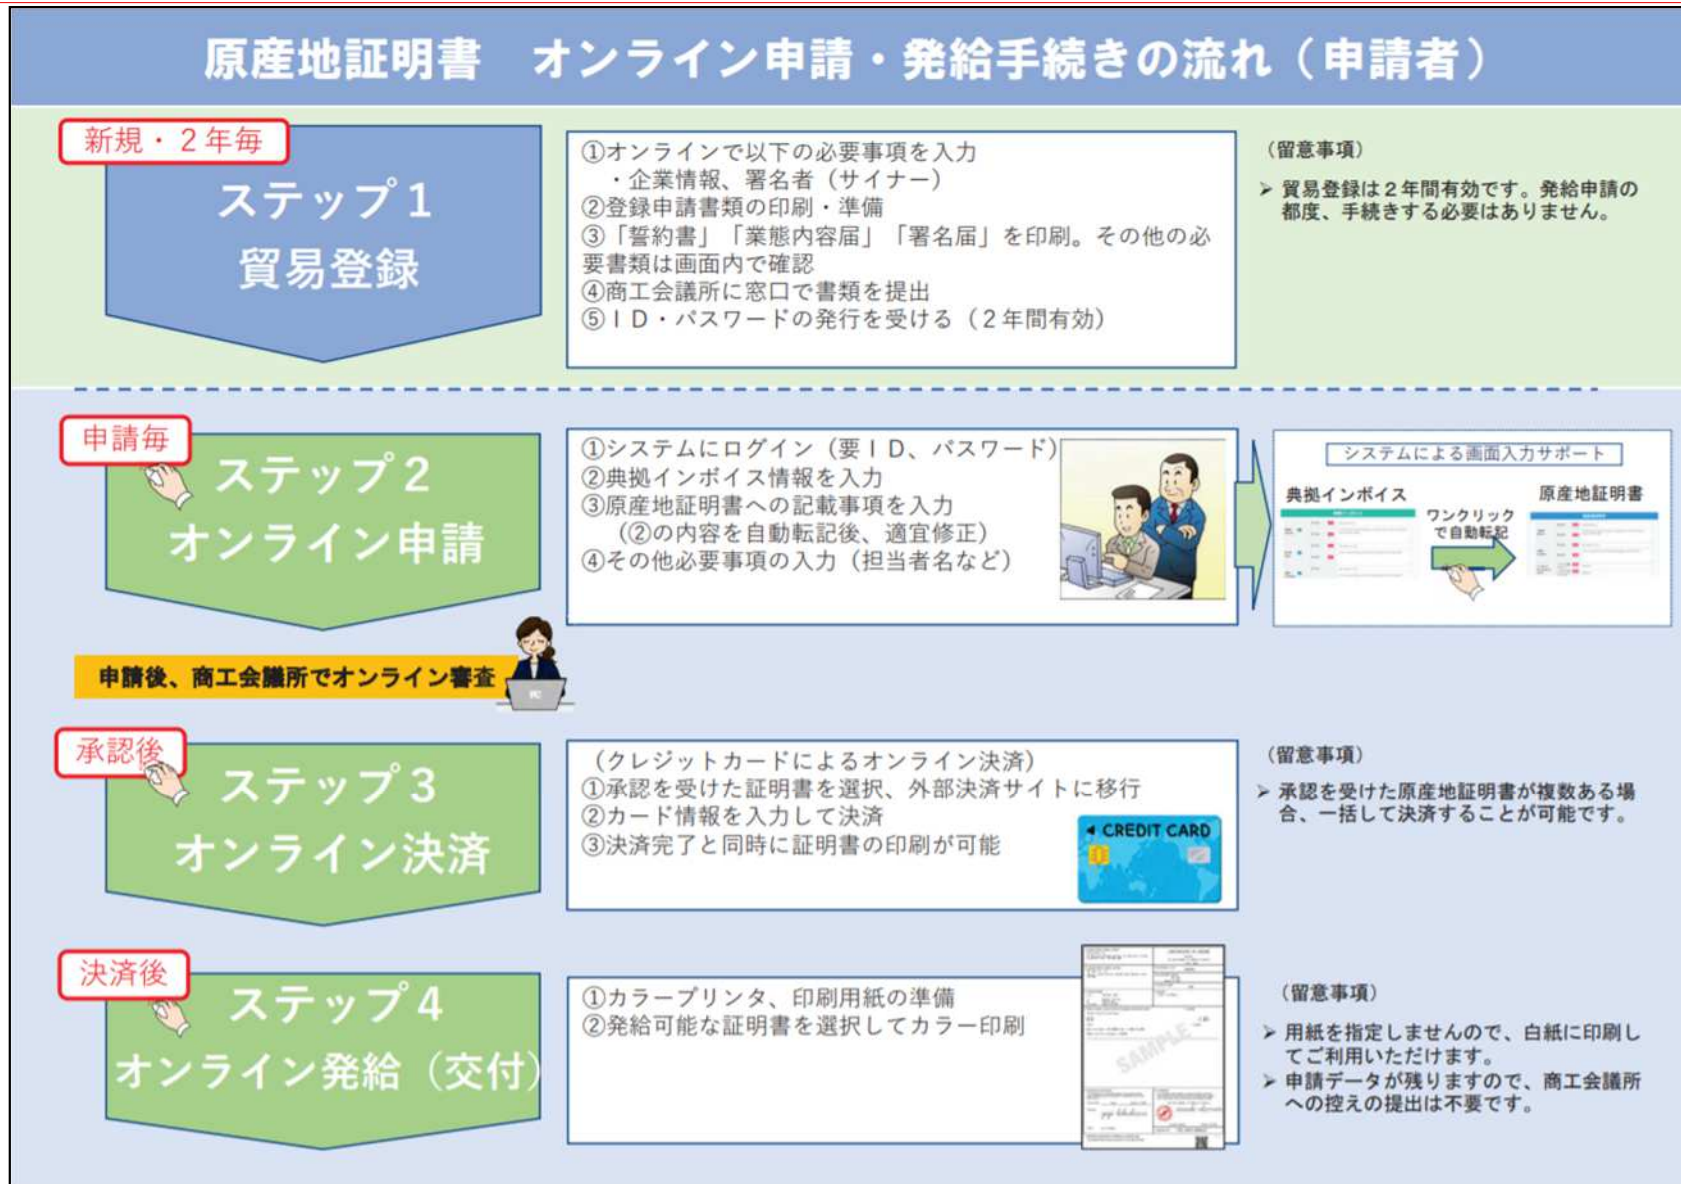 原産地証明書　オンライン申請・発給手続きの流れ（申請者）
新規・２年毎
ステップ１
貿易登録
①オンラインで以下の必要事項を入力
・企業情報、署名者（サイナー）
②登録申請書類の印刷・準備
③「誓約書」「業態内容届」「署名届」を印刷。その他の必
要書類は画面内で確認
④商工会議所に窓口で書類を提出
⑤ＩＤ・パスワードの発行を受ける（２年間有効）
（留意事項）
➢ 貿易登録は２年間有効です。発給申請の
都度、手続きする必要はありません。
申請毎
ステップ２
オンライン申請
①システムにログイン（要ＩＤ、パスワード）
②典拠インボイス情報を入力
③原産地証明書への記載事項を入力
（②の内容を自動転記後、適宜修正）
④その他必要事項の入力（担当者名など）
システムによる画面入力サポート
典拠インボイス
ワンクリック
で自動転記
原産地証明書
申請後、商工会議所でオンライン審査
承認後
ステップ３
オンライン決済
（クレジットカードによるオンライン決済）
①承認を受けた証明書を選択、外部決済サイトに移行
②カード情報を入力して決済
③決済完了と同時に証明書の印刷が可能
CREDIT CARD
（留意事項）
➢ 承認を受けた原産地証明書が複数ある場
合、一括して決済することが可能です。
決済後
ステップ４
オンライン発給（交付）
①カラープリンタ、印刷用紙の準備
②発給可能な証明書を選択してカラー印刷
SAMPLE
（留意事項）
➢ 用紙を指定しませんので、白紙に印刷し
てご利用いただけます。
➢ 申請データが残りますので、商工会議所
への控えの提出は不要です。